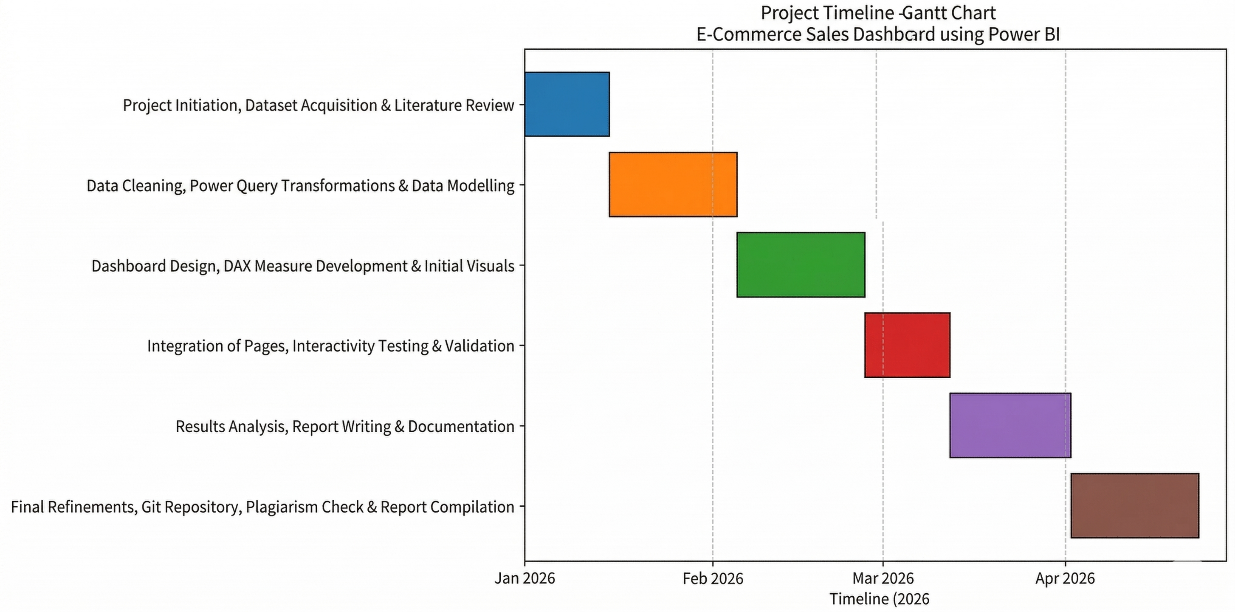 Project Timeline -Gantt Chart
E-Commerce Sales Dashboard using Power BI
Project Initiation, Dataset Acquisition & Literature Review
Data Cleaning, Power Query Transformations & Data Modelling
Dashboard Design, DAX Measure Development & Initial Visuals
Integration of Pages, Interactivity Testing & Validation
Results Analysis, Report Writing & Documentation
Final Refinements, Git Repository, Plagiarism Check & Report Compilation
Jan 2026 Feb 2026 Mar 2026 Apr 2026
Timeline (2026